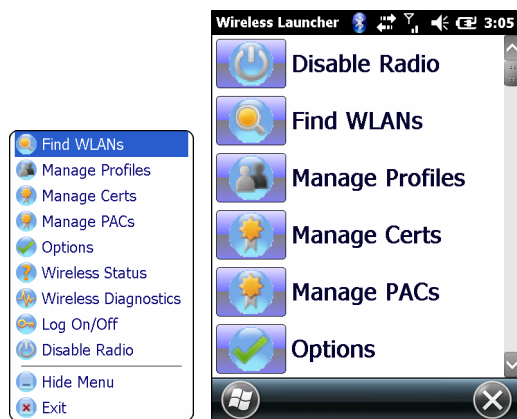 Find WLANs
Manage Profiles
Manage Certs
Manage PACs
Options
Wireless Status
Wireless Diagnostics
Log On/Off
Disable Radio
Hide Menu
Exit
Wireless Launcher 3:05
Disable Radio
Find WLANs
Manage Profiles
Manage Certs
Manage PACs
Options